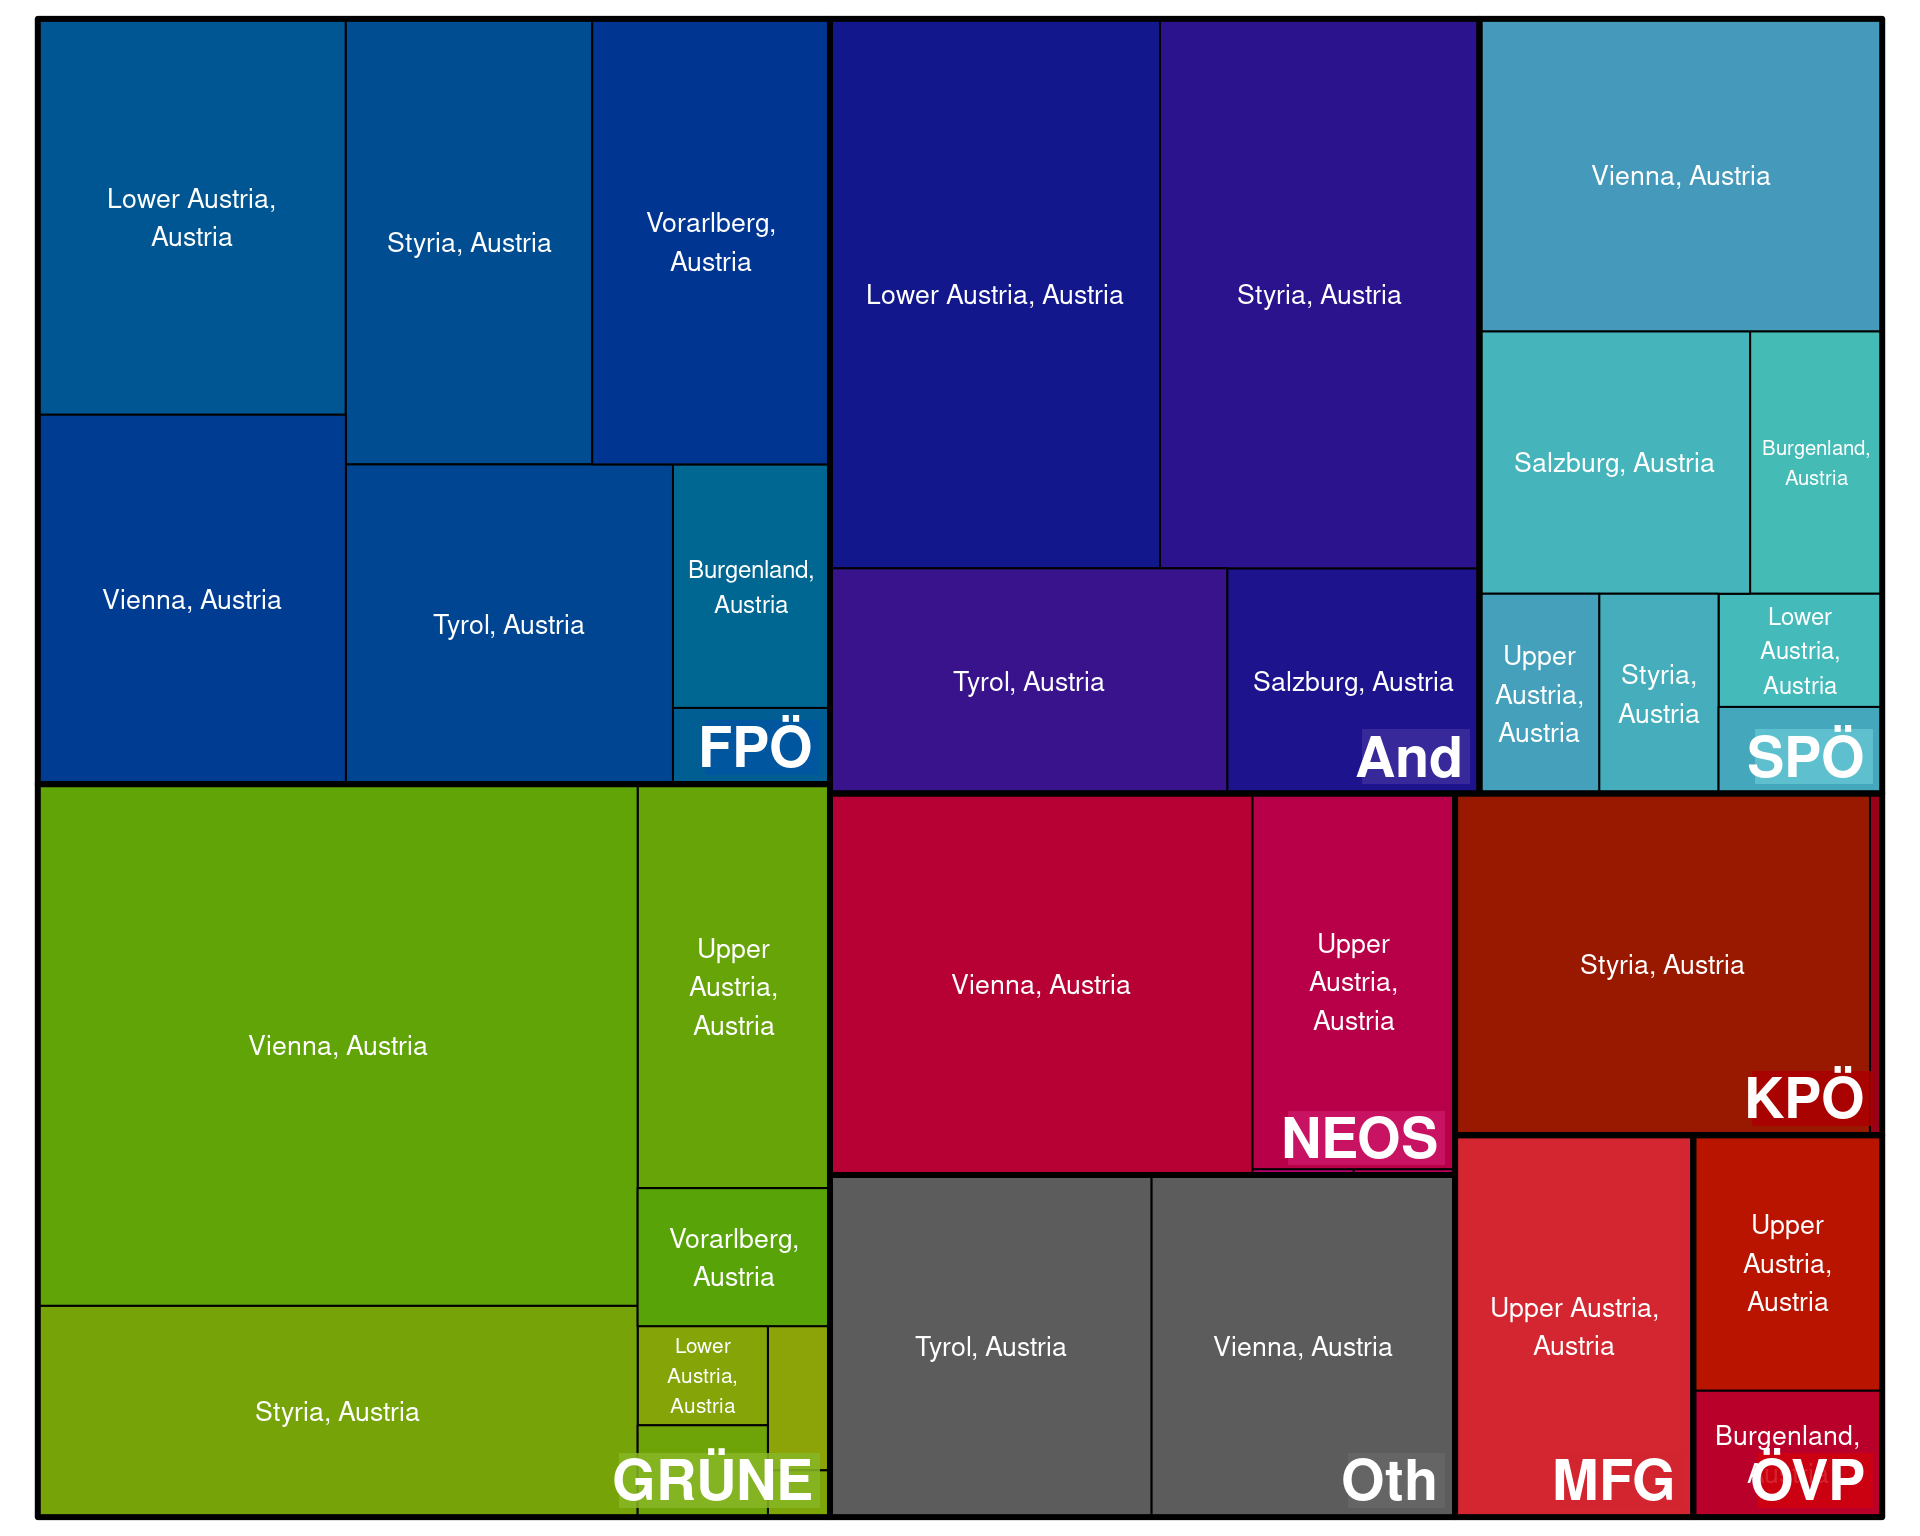 Lower Austria,
Austria
Styria, Austria
Vorarlberg,
Austria
Vienna, Austria
Tyrol, Austria
Burgenland,
Austria
FPÖ
Lower Austria, Austria
Styria, Austria
Tyrol, Austria
Salzburg, Austria
And
Vienna, Austria
Salzburg, Austria
Burgenland,
Austria
Upper
Austria,
Austria
Styria,
Austria
Lower
Austria,
Austria
SPÖ
Vienna, Austria
Upper
Austria,
Austria
Vorarlberg,
Austria
Styria, Austria
Lower
Austria,
Austria
GRÜNE
Vienna, Austria
Upper
Austria,
Austria
NEOS
Styria, Austria
KPÖ
Tyrol, Austria
Vienna, Austria
Oth
Upper Austria,
Austria
MFG
Upper
Austria,
Austria
Burgenland,
ÖVP